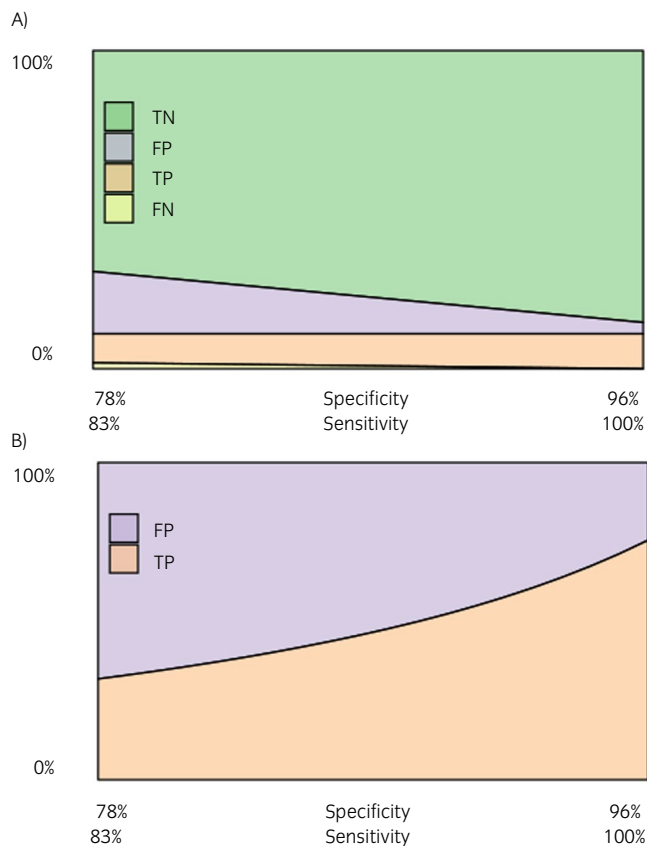 A)
100%
TN
FP
TP
FN
0%
78% Specificity 96%
83% Sensitivity 100%
B)
100%
FP
TP
0%
78% Specificity 96%
83% Sensitivity 100%